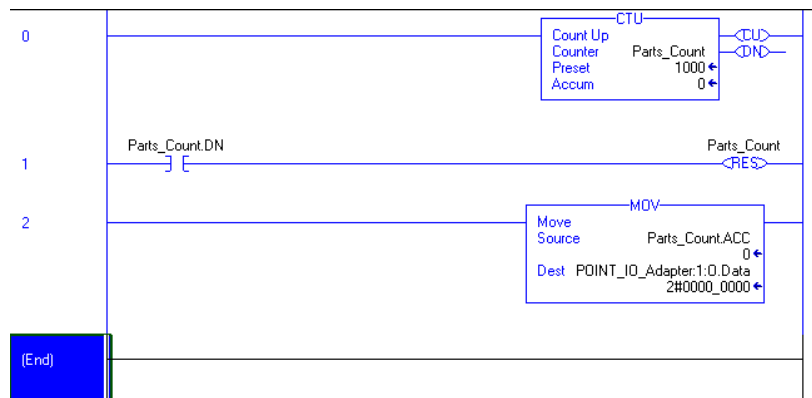 CTU
0
Count Up
CU
Counter Parts_Count
DN
Preset 1000
Accum 0
Parts_Count.DN
Parts_Count
1
RES
MOV
2
Move
Source Parts_Count.ACC
0
Dest POINT_IO_Adapter:1:O.Data
2#0000_0000
(End)